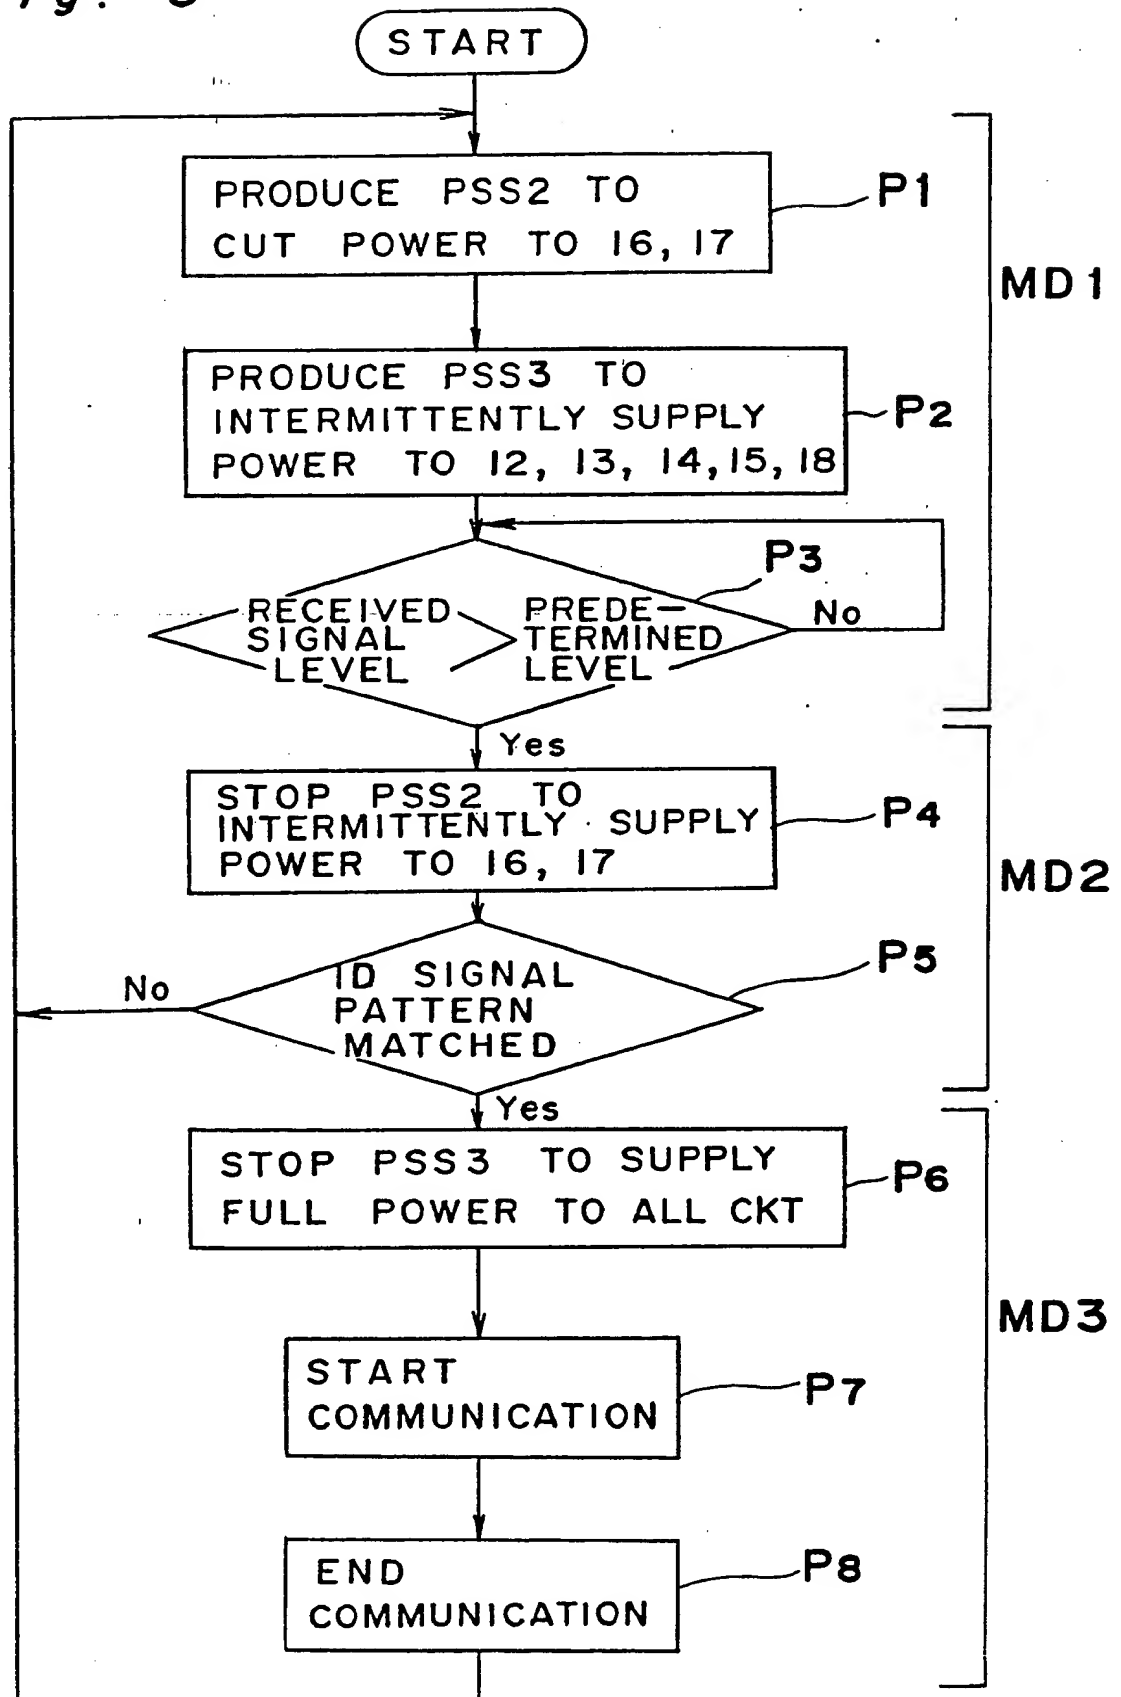 START
PRODUCE PSS2 TO
CUT POWER TO 16, 17
P1
MD1
PRODUCE PSS3 TO
INTERMITTENTLY SUPPLY
POWER TO 12, 13, 14, 15, 18
P2
P3
RECEIVED
SIGNAL
LEVEL
>
PREDE-
TERMINED
LEVEL
No
Yes
STOP PSS2 TO
INTERMITTENTLY SUPPLY
POWER TO 16, 17
P4
MD2
ID SIGNAL
PATTERN
MATCHED
P5
No
Yes
STOP PSS3 TO SUPPLY
FULL POWER TO ALL CKT
P6
MD3
START
COMMUNICATION
P7
END
COMMUNICATION
P8